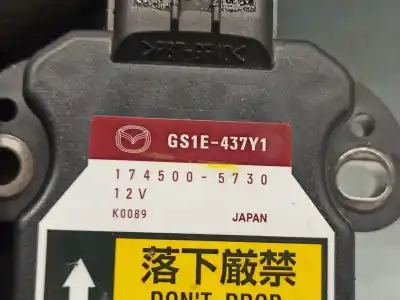 GS1E-437Y1
174500-5730
12V
K0089 JAPAN
落下厳禁
DON'T DROP